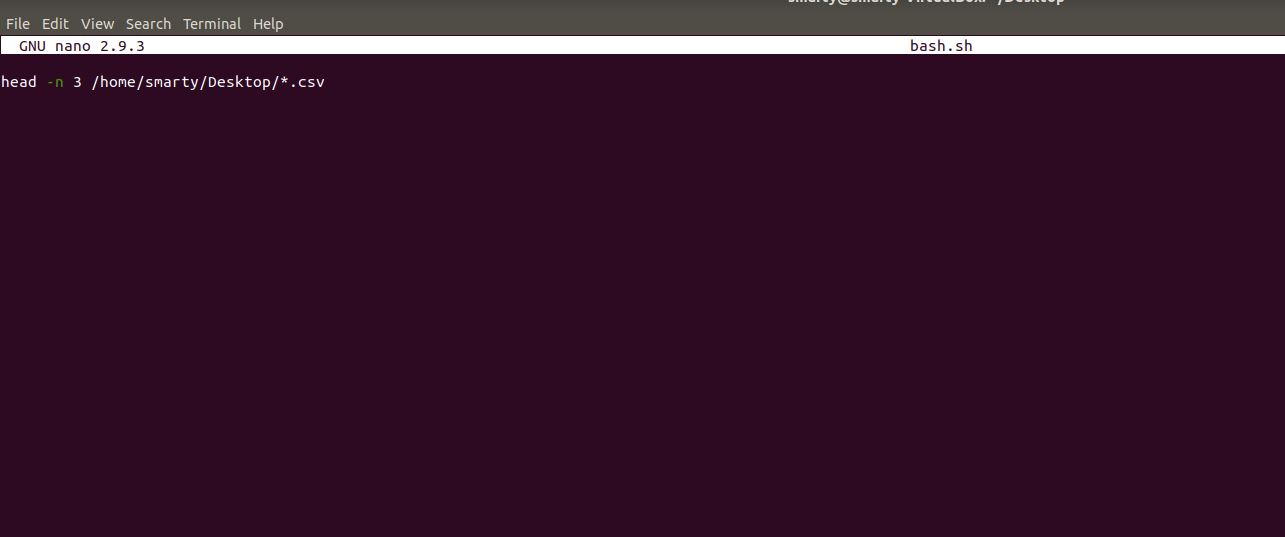 File Edit View Search Terminal Help
GNU nano 2.9.3 bash.sh
head -n 3 /home/smarty/Desktop/*.csv